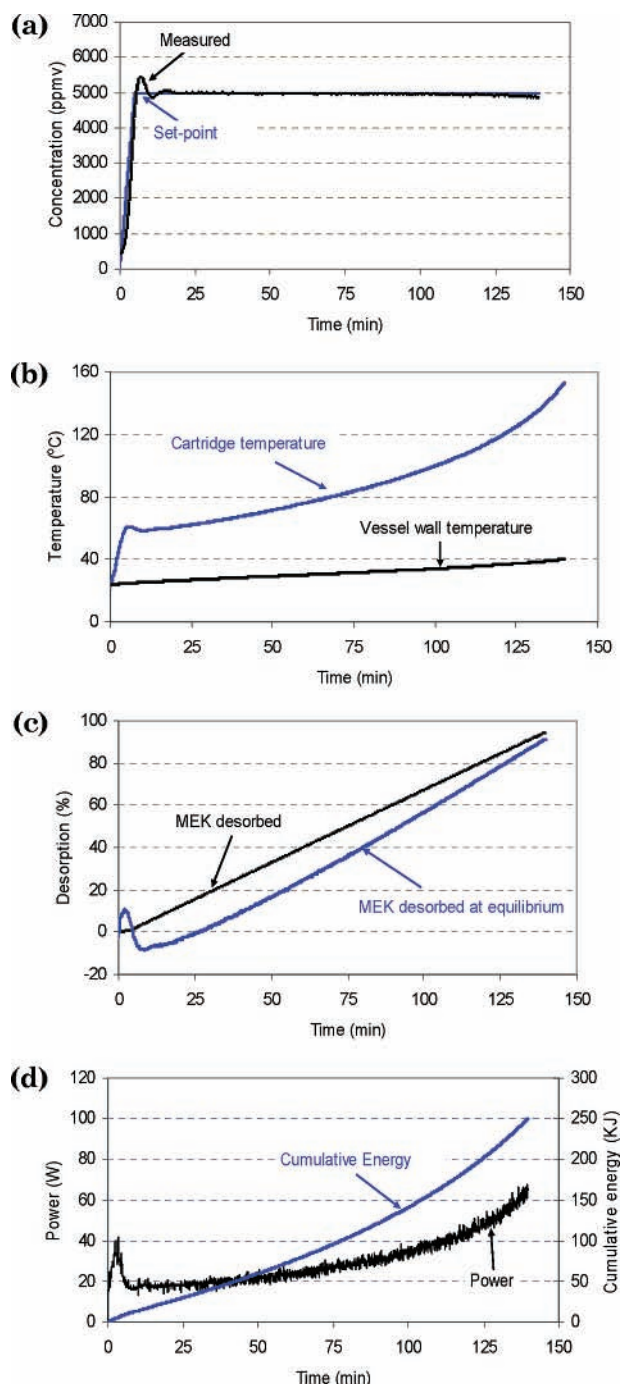 (a)
7000
6000
5000
4000
3000
2000
1000
0
Concentration (ppmv)
Measured
Set-point
0 25 50 75 100 125 150
Time (min)
(b)
160
120
80
40
0
Temperature (ºC)
Cartridge temperature
Vessel wall temperature
0 25 50 75 100 125 150
Time (min)
(c)
100
80
60
40
20
0
-20
Desorption (%)
MEK desorbed
MEK desorbed at equilibrium
0 25 50 75 100 125 150
Time (min)
(d)
120
100
80
60
40
20
0
Power (W)
Cumulative Energy
Power
300
250
200
150
100
50
0
Cumulative energy (KJ)
0 25 50 75 100 125 150
Time (min)